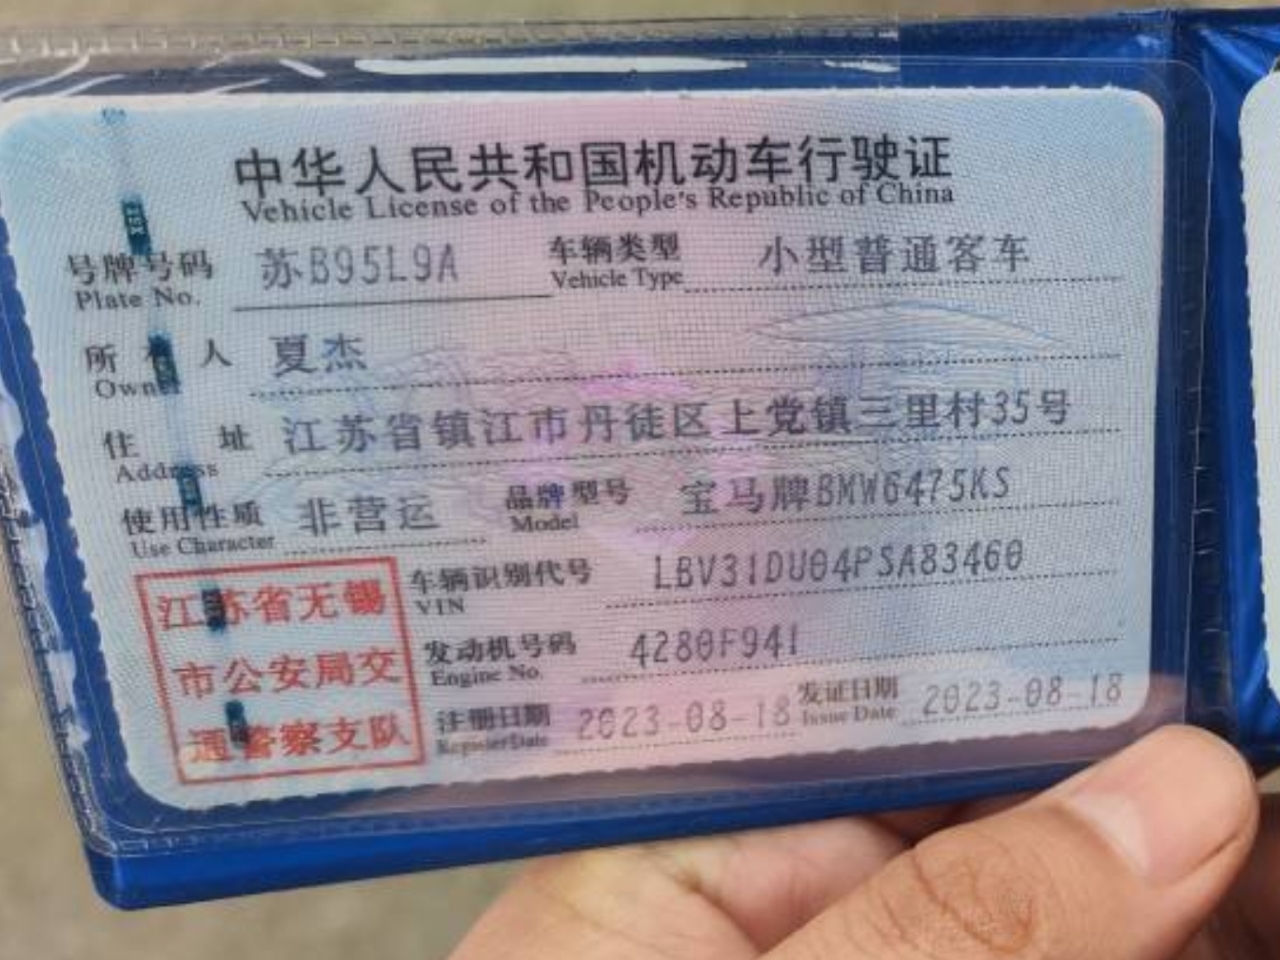 中华人民共和国机动车行驶证
Vehicle License of the People's Republic of China
号牌号码 苏B95L9A 车辆类型 小型普通客车
Plate No. Vehicle Type
所有人 夏杰
Owner
住址 江苏省镇江市丹徒区上党镇三里村35号
Address
使用性质 非营运 品牌型号 宝马牌BMW6475KS
Use Character Model
车辆识别代号 LBV31DU04PSA83460
VIN
发动机号码 4280F941
Engine No.
注册日期 2023-08-18 发证日期 2023-08-18
Register Date Issue Date
江苏省无锡
市公安局交
通警察支队